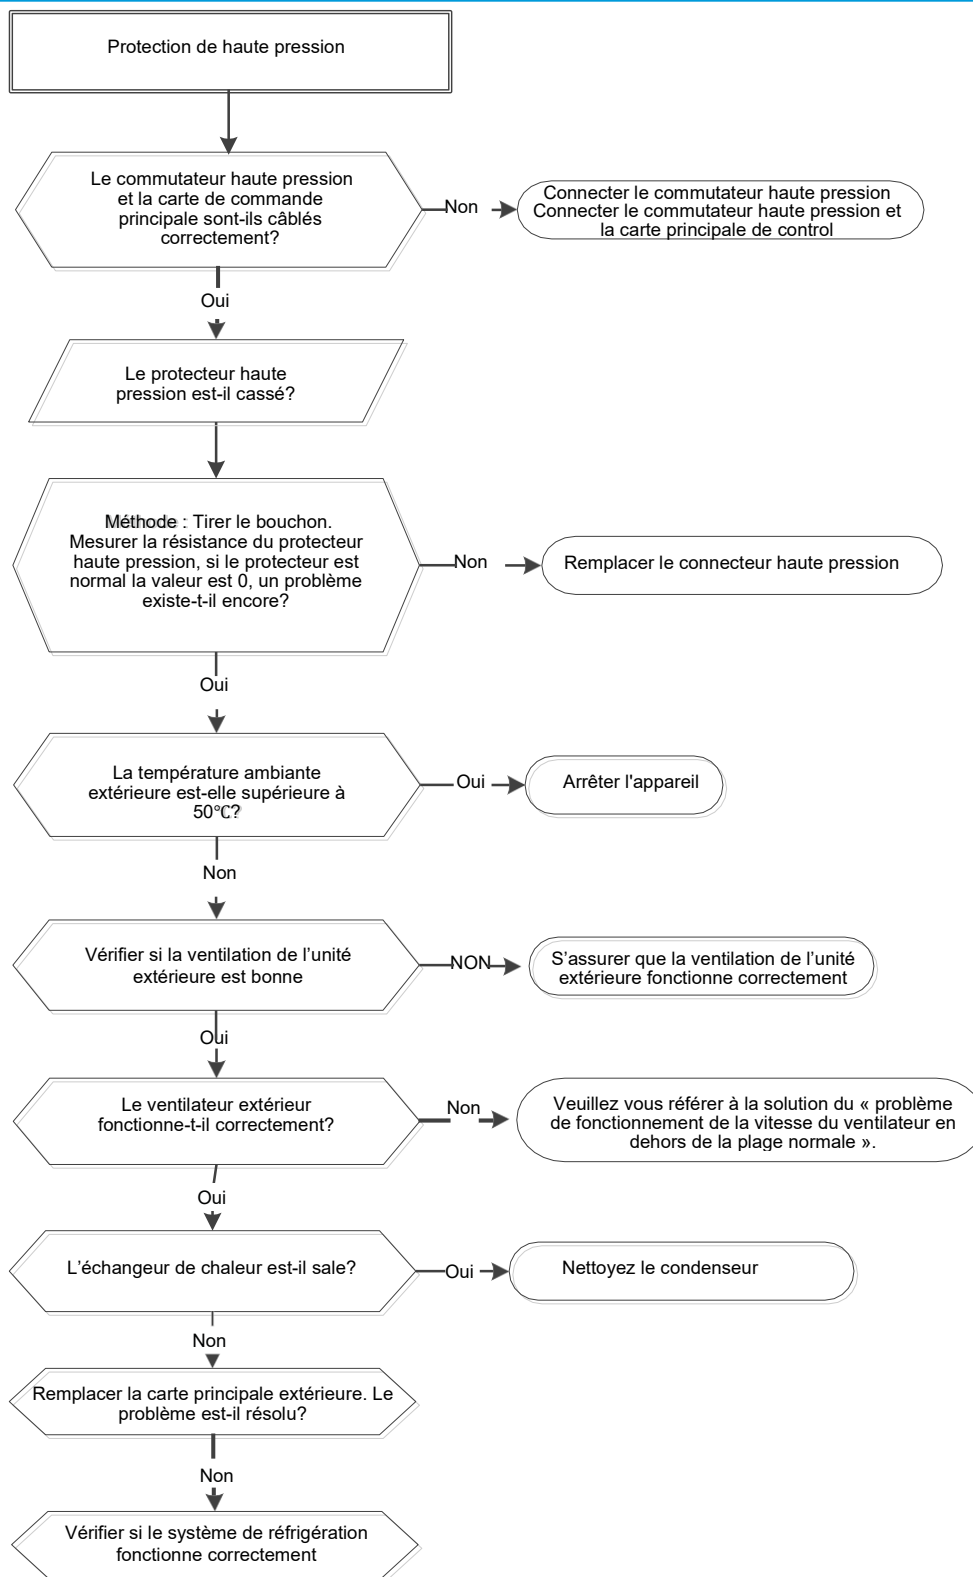 Protection de haute pression
Le commutateur haute pression
et la carte de commande
principale sont-ils câblés
correctement?
Non
Connecter le commutateur haute pression
Connecter le commutateur haute pression et
la carte principale de control
Oui
Le protecteur haute
pression est-il cassé?
Méthode : Tirer le bouchon.
Mesurer la résistance du protecteur
haute pression, si le protecteur est
normal la valeur est 0, un problème
existe-t-il encore?
Non
Remplacer le connecteur haute pression
Oui
La température ambiante
extérieure est-elle supérieure à
50℃?
Oui
Arrêter l'appareil
Non
Vérifier si la ventilation de l’unité
extérieure est bonne
NON
S’assurer que la ventilation de l’unité
extérieure fonctionne correctement
Oui
Le ventilateur extérieur
fonctionne-t-il correctement?
Non
Veuillez vous référer à la solution du « problème
de fonctionnement de la vitesse du ventilateur en
dehors de la plage normale ».
Oui
L’échangeur de chaleur est-il sale?
Oui
Nettoyez le condenseur
Non
Remplacer la carte principale extérieure. Le
problème est-il résolu?
Non
Vérifier si le système de réfrigération
fonctionne correctement